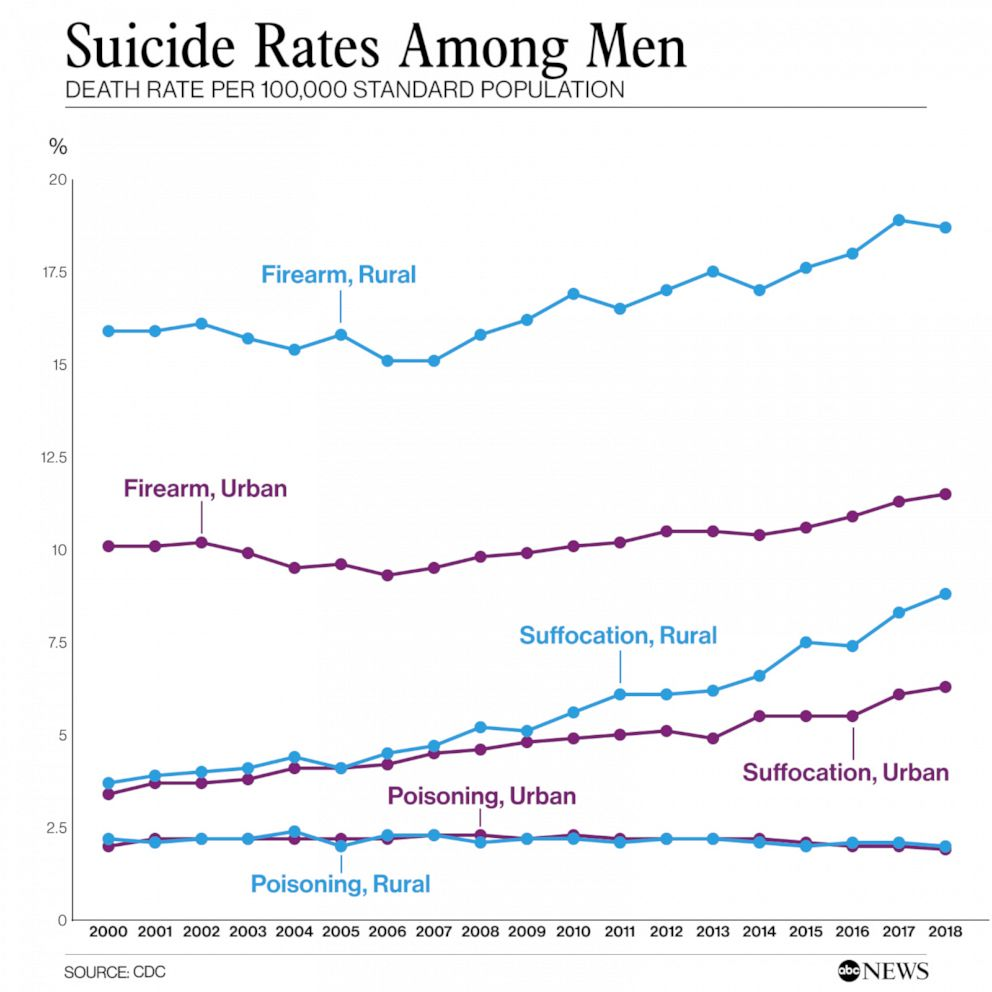 Suicide Rates Among Men
DEATH RATE PER 100,000 STANDARD POPULATION
%
20
17.5
15
12.5
10
7.5
5
2.5
0
Firearm, Rural
Firearm, Urban
Suffocation, Rural
Suffocation, Urban
Poisoning, Urban
Poisoning, Rural
2000 2001 2002 2003 2004 2005 2006 2007 2008 2009 2010 2011 2012 2013 2014 2015 2016 2017 2018
SOURCE: CDC
abc NEWS